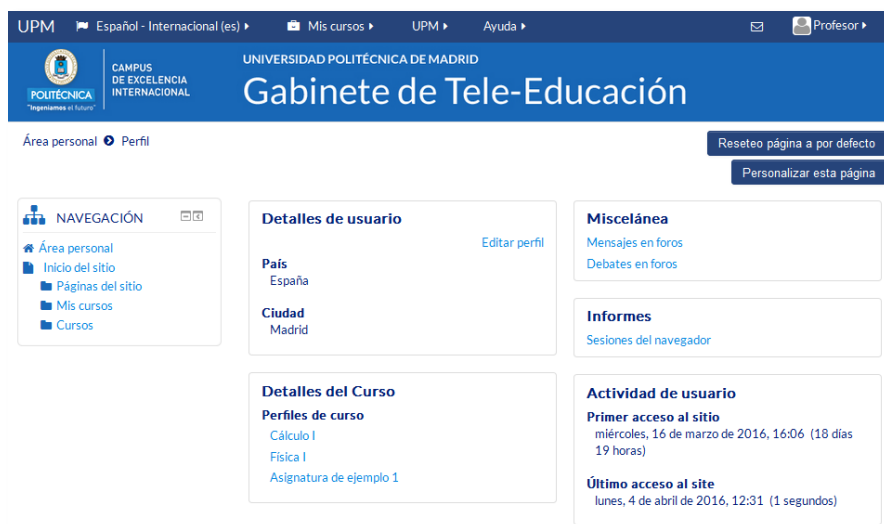 UPM Español - Internacional (es) Mis cursos UPM Ayuda Profesor
POLITÉCNICA
"Ingeniamos el futuro"
CAMPUS
DE EXCELENCIA
INTERNACIONAL
UNIVERSIDAD POLITÉCNICA DE MADRID
Gabinete de Tele-Educación
Área personal Perfil
Reseteo página a por defecto
Personalizar esta página
NAVEGACIÓN
Área personal
Inicio del sitio
Páginas del sitio
Mis cursos
Cursos
Detalles de usuario
Editar perfil
País
España
Ciudad
Madrid
Detalles del Curso
Perfiles de curso
Cálculo I
Física I
Asignatura de ejemplo 1
Miscelánea
Mensajes en foros
Debates en foros
Informes
Sesiones del navegador
Actividad de usuario
Primer acceso al sitio
miércoles, 16 de marzo de 2016, 16:06 (18 días
19 horas)
Último acceso al site
lunes, 4 de abril de 2016, 12:31 (1 segundos)